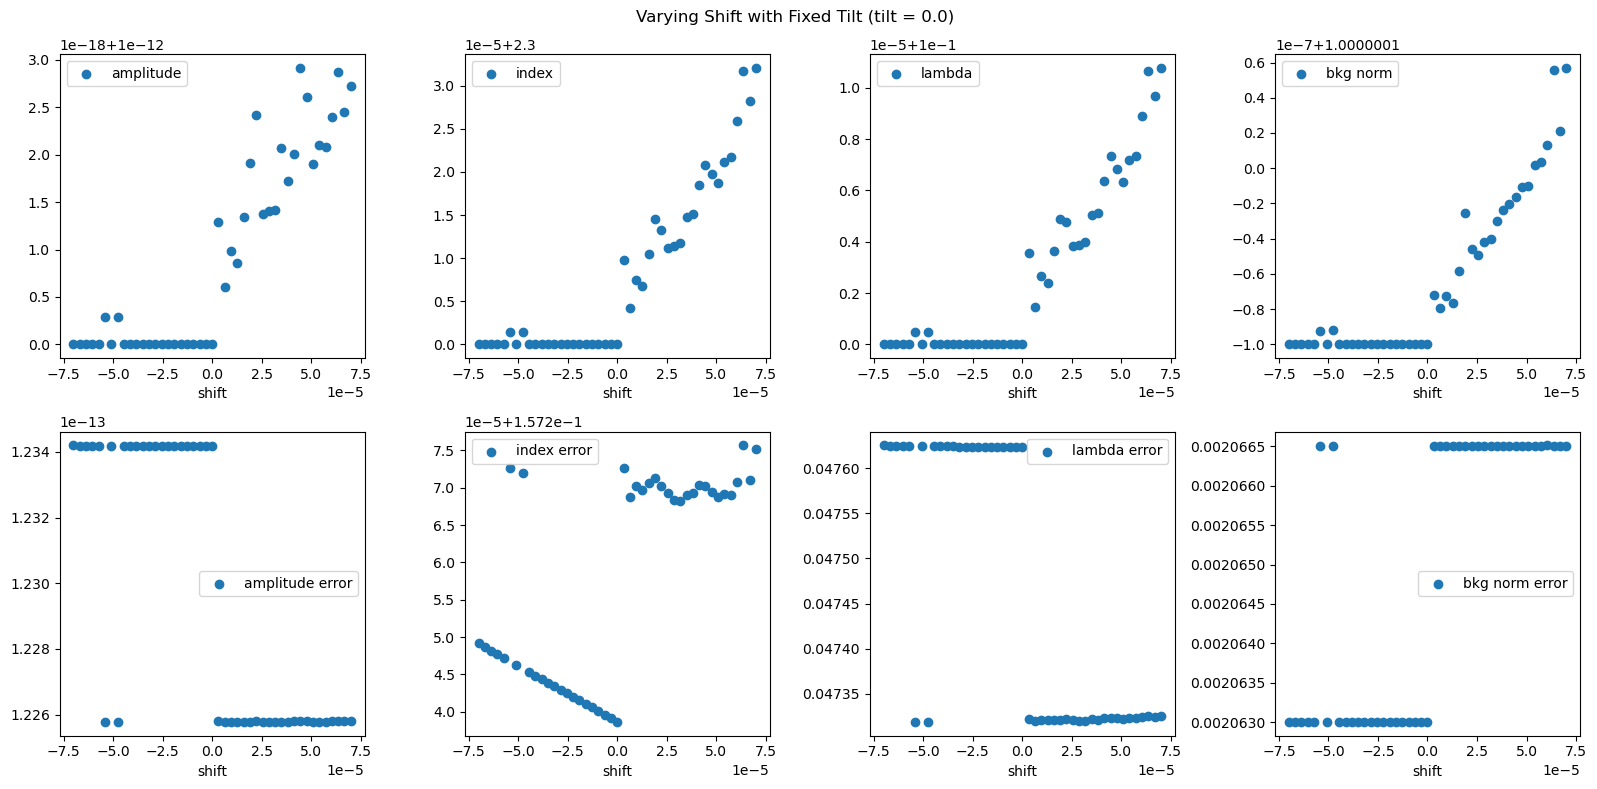 Varying Shift with Fixed Tilt (tilt = 0.0)
1e−18+1e−12
amplitude
3.0
2.5
2.0
1.5
1.0
0.5
0.0
−7.5 −5.0 −2.5 0.0 2.5 5.0 7.5
shift
1e−5
1e−5+2.3
index
3.0
2.5
2.0
1.5
1.0
0.5
0.0
−7.5 −5.0 −2.5 0.0 2.5 5.0 7.5
shift
1e−5
1e−5+1e−1
lambda
1.0
0.8
0.6
0.4
0.2
0.0
−7.5 −5.0 −2.5 0.0 2.5 5.0 7.5
shift
1e−5
1e−7+1.0000001
bkg norm
0.6
0.4
0.2
0.0
−0.2
−0.4
−0.6
−0.8
−1.0
−7.5 −5.0 −2.5 0.0 2.5 5.0 7.5
shift
1e−5
1e−13
1.234
1.232
1.230
1.228
1.226
amplitude error
−7.5 −5.0 −2.5 0.0 2.5 5.0 7.5
shift
1e−5
1e−5+1.572e−1
index error
7.5
7.0
6.5
6.0
5.5
5.0
4.5
4.0
−7.5 −5.0 −2.5 0.0 2.5 5.0 7.5
shift
1e−5
lambda error
0.04760
0.04755
0.04750
0.04745
0.04740
0.04735
−7.5 −5.0 −2.5 0.0 2.5 5.0 7.5
shift
1e−5
0.0020665
0.0020660
0.0020655
0.0020650
0.0020645
0.0020640
0.0020635
0.0020630
bkg norm error
−7.5 −5.0 −2.5 0.0 2.5 5.0 7.5
shift
1e−5